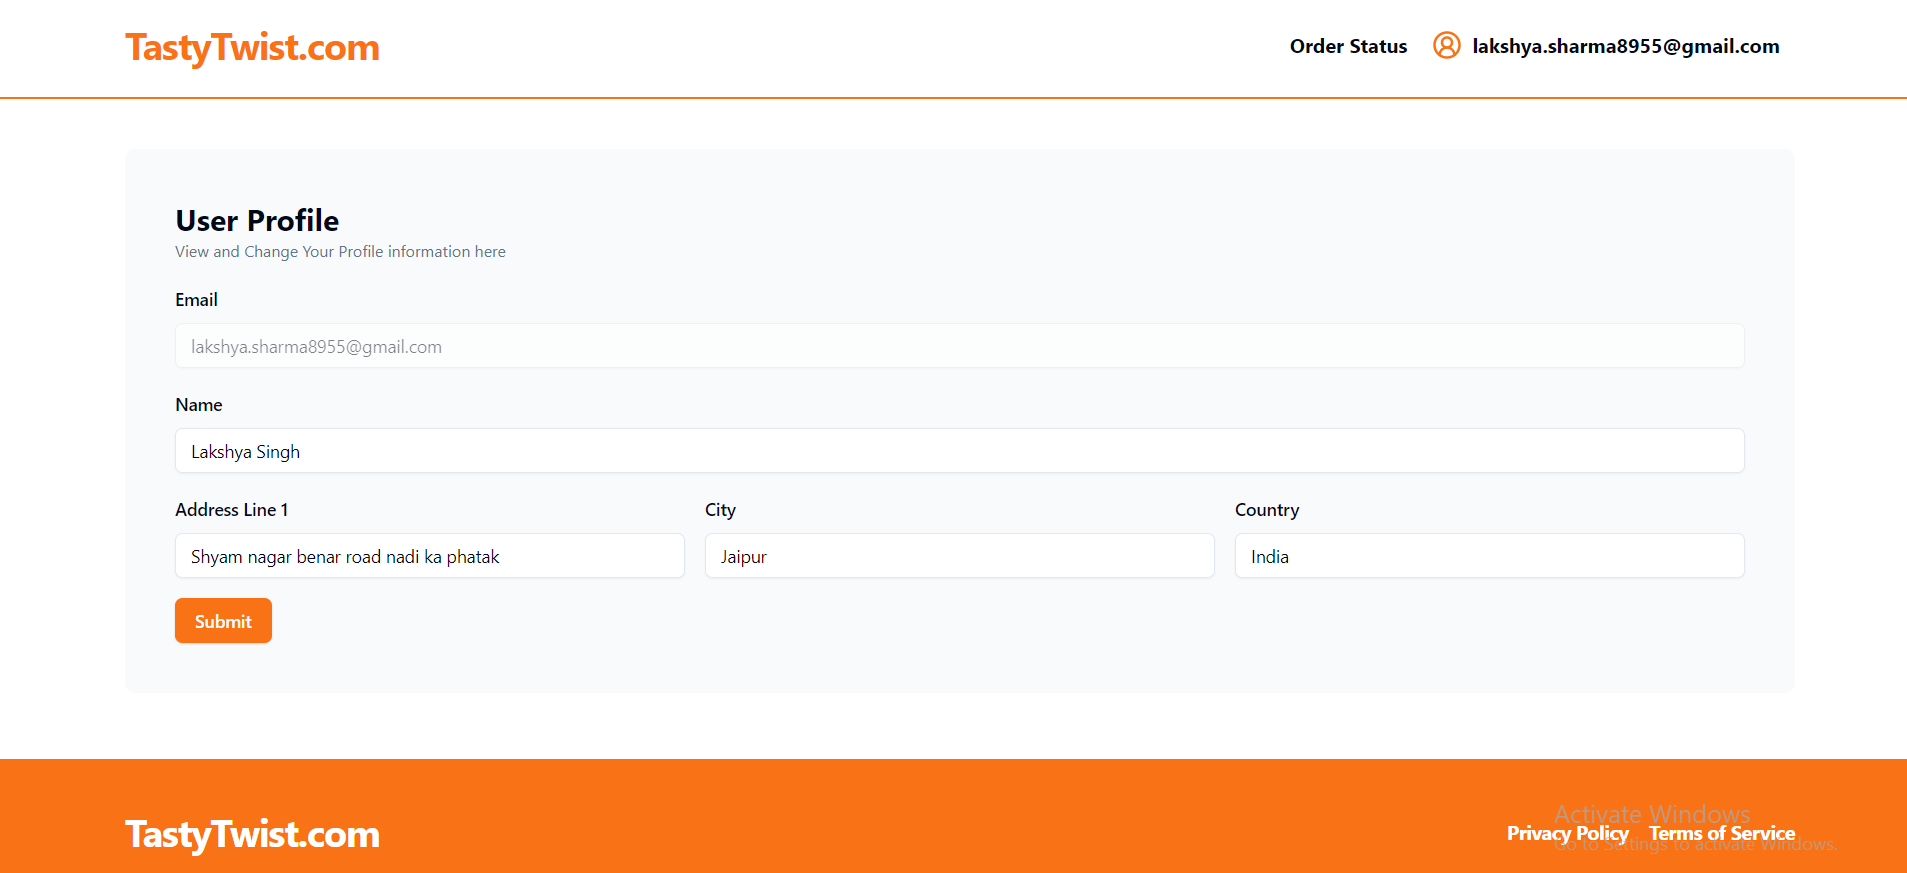 TastyTwist.com
Order Status
lakshya.sharma8955@gmail.com
User Profile
View and Change Your Profile information here
Email
lakshya.sharma8955@gmail.com
Name
Lakshya Singh
Address Line 1
City
Country
Shyam nagar benar road nadi ka phatak
Jaipur
India
Submit
TastyTwist.com
Activate Windows
Privacy Policy
Terms of Service
Go to Settings to activate Windows.